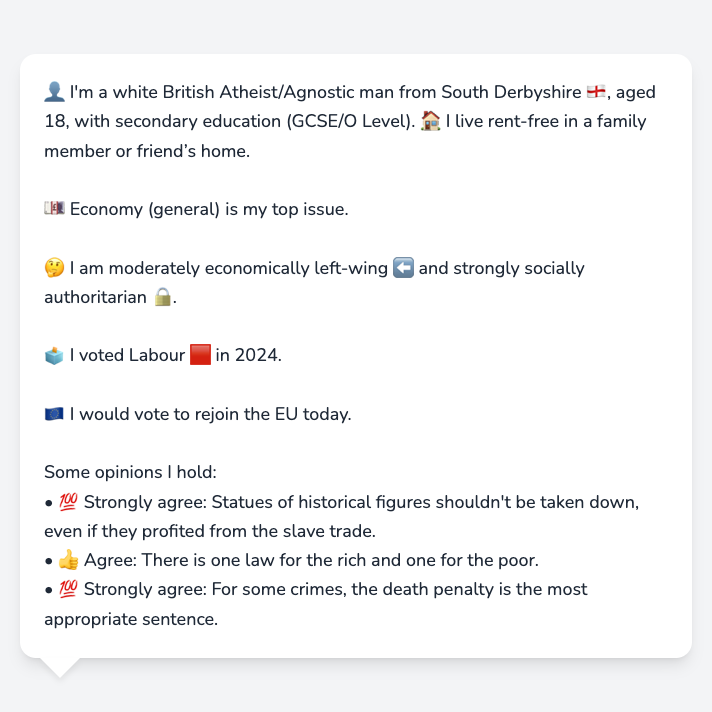 👤 I'm a white British Atheist/Agnostic man from South Derbyshire 🏴󠁧󠁢󠁥󠁮󠁧󠁿, aged
18, with secondary education (GCSE/O Level). 🏠 I live rent-free in a family
member or friend’s home.
💷 Economy (general) is my top issue.
🤔 I am moderately economically left-wing ⬅️ and strongly socially
authoritarian 🔒.
🗳️ I voted Labour 🟥 in 2024.
🇪🇺 I would vote to rejoin the EU today.
Some opinions I hold:
• 💯 Strongly agree: Statues of historical figures shouldn't be taken down,
even if they profited from the slave trade.
• 👍 Agree: There is one law for the rich and one for the poor.
• 💯 Strongly agree: For some crimes, the death penalty is the most
appropriate sentence.